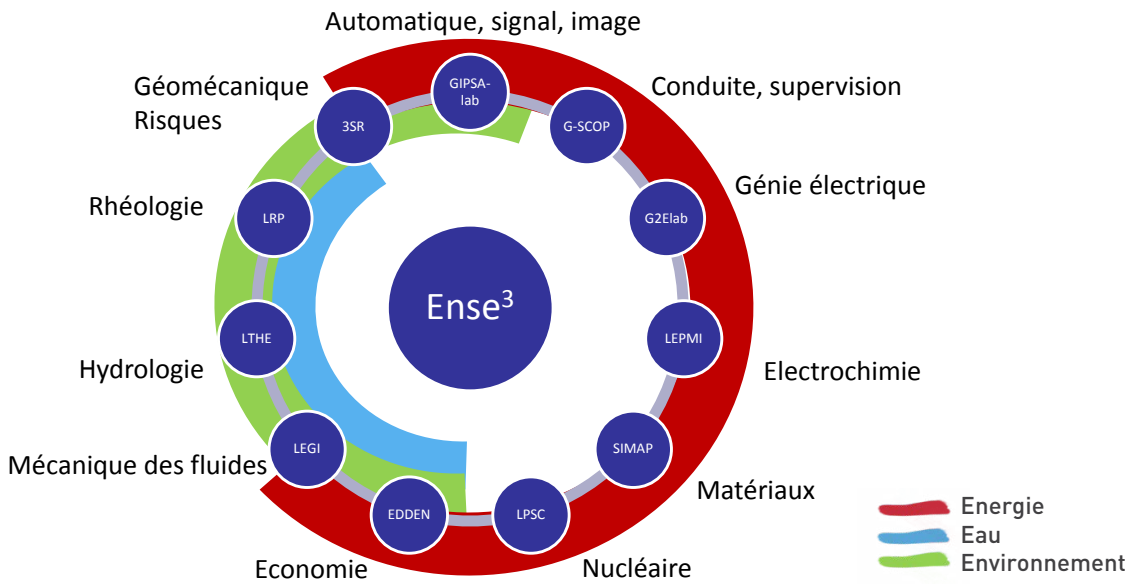 Automatique, signal, image
Géomécanique
Risques
Conduite, supervision
GIPSA-
lab
3SR
G-SCOP
Rhéologie
Génie électrique
LRP
G2Elab
Ense³
LTHE
LEPMI
Hydrologie
Electrochimie
LEGI
SIMAP
Mécanique des fluides
Matériaux
EDDEN
LPSC
Economie
Nucléaire
Energie
Eau
Environnement